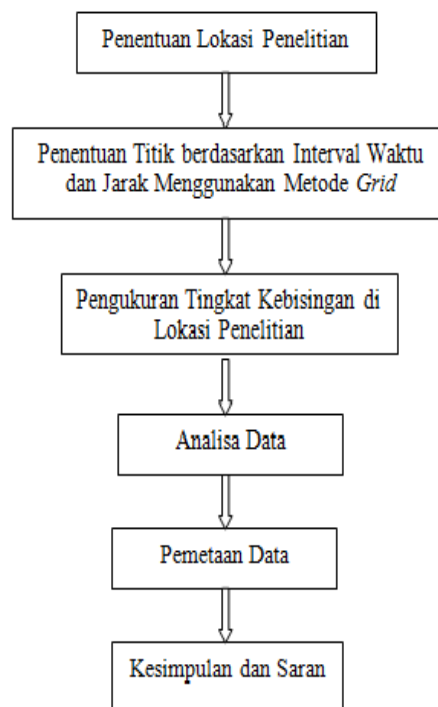 Penentuan Lokasi Penelitian
Penentuan Titik berdasarkan Interval Waktu
dan Jarak Menggunakan Metode Grid
Pengukuran Tingkat Kebisingan di
Lokasi Penelitian
Analisa Data
Pemetaan Data
Kesimpulan dan Saran